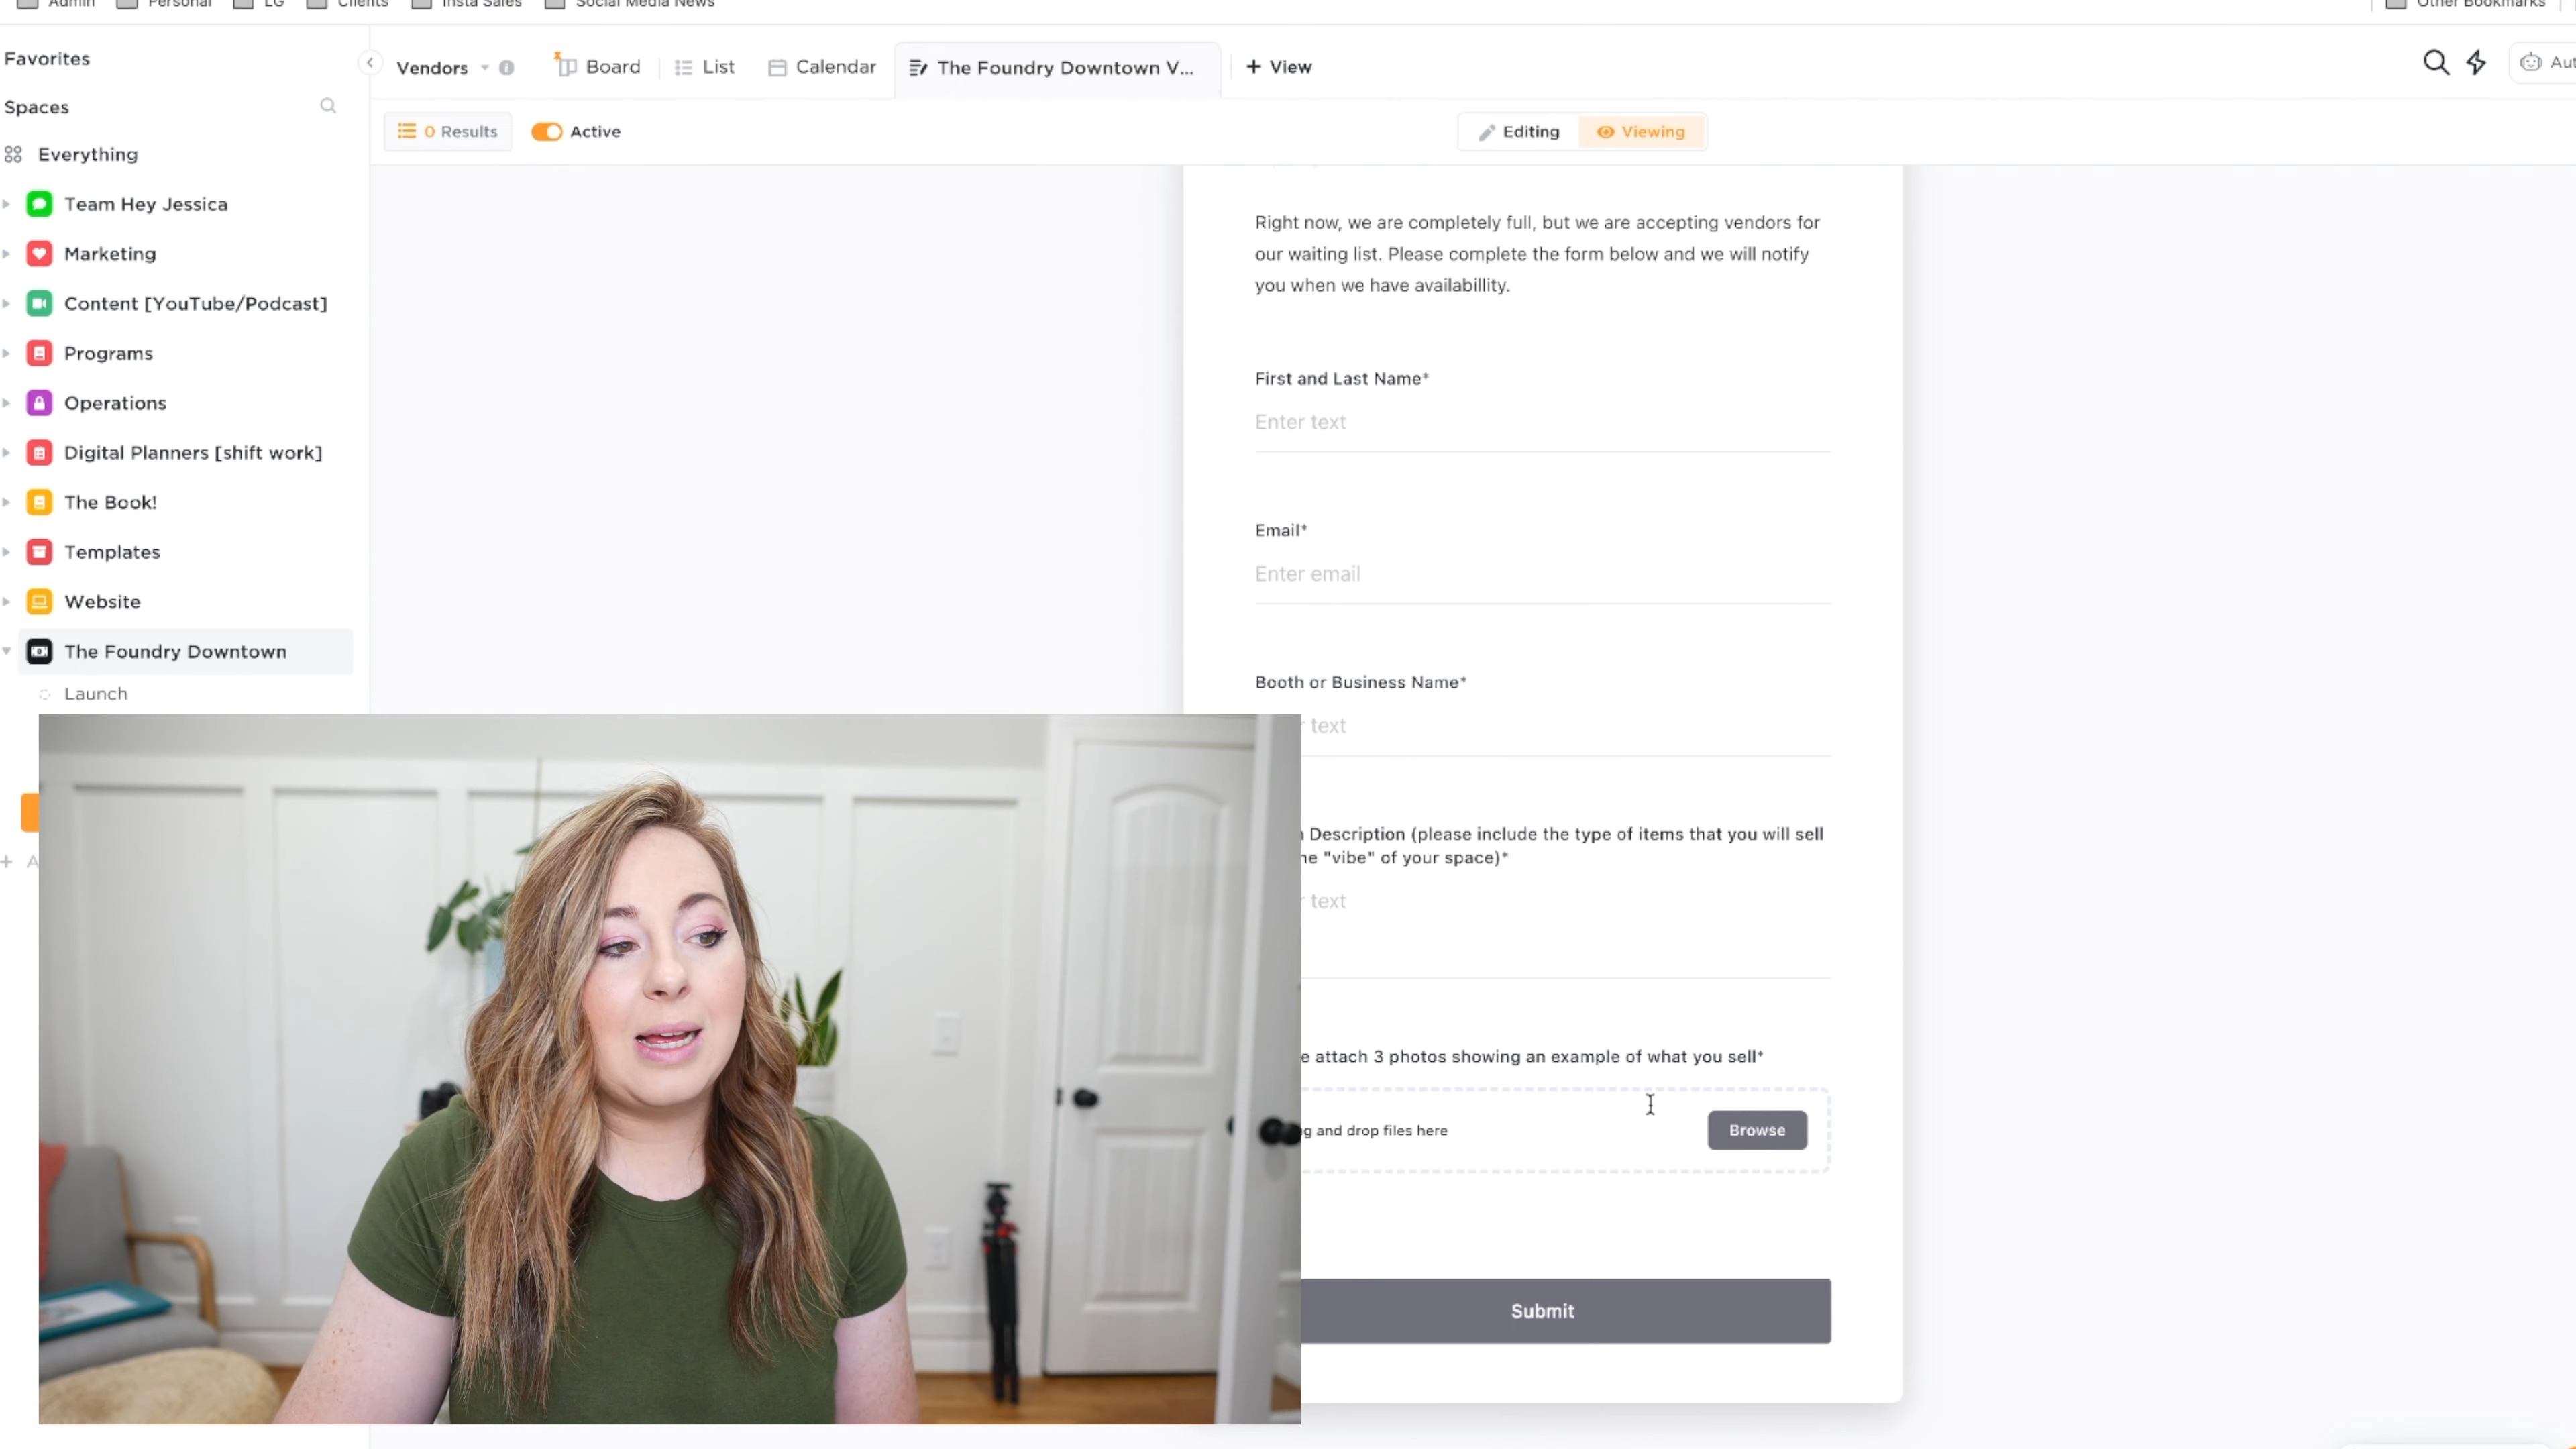 Admin Personal LG Clients Insta Sales Social Media News Other Bookmarks
Favorites
Spaces
Everything
Team Hey Jessica
Marketing
Content [YouTube/Podcast]
Programs
Operations
Digital Planners [shift work]
The Book!
Templates
Website
The Foundry Downtown
Launch
Vendors Board List Calendar The Foundry Downtown V... + View
0 Results Active Editing Viewing
Right now, we are completely full, but we are accepting vendors for
our waiting list. Please complete the form below and we will notify
you when we have availabillity.
First and Last Name*
Enter text
Email*
Enter email
Booth or Business Name*
text
Description (please include the type of items that you will sell
"vibe" of your space)*
text
attach 3 photos showing an example of what you sell*
and drop files here Browse
Submit